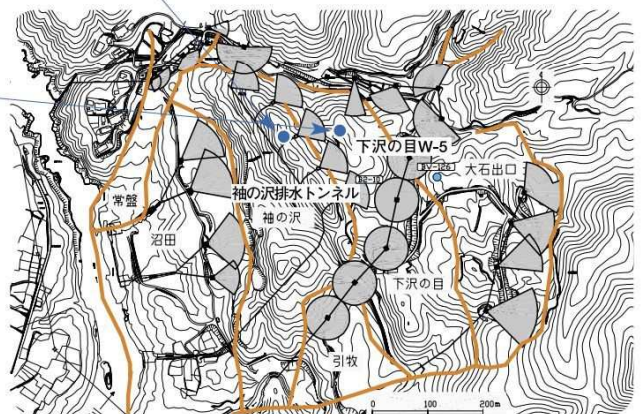 下沢の目W-5
大石出口
袖の沢排水トンネル
常盤
袖の沢
沼田
下沢の目
引牧
0 100 200m